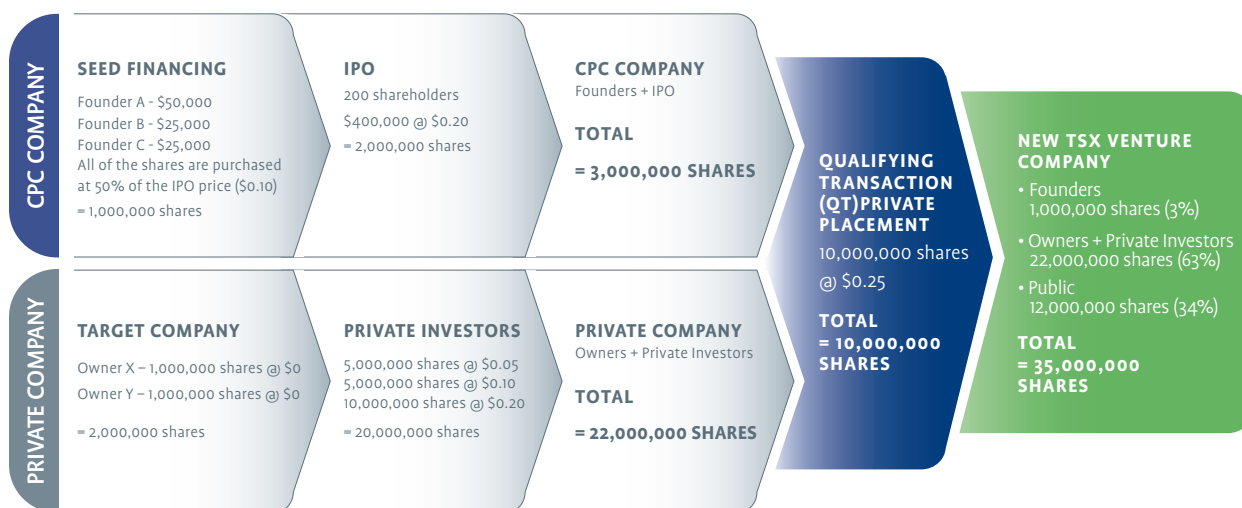 CPC COMPANY
SEED FINANCING
Founder A - $50,000
Founder B - $25,000
Founder C - $25,000
All of the shares are purchased
at 50% of the IPO price ($0.10)
= 1,000,000 shares
IPO
200 shareholders
$400,000 @ $0.20
= 2,000,000 shares
CPC COMPANY
Founders + IPO
TOTAL
= 3,000,000 SHARES
PRIVATE COMPANY
TARGET COMPANY
Owner X – 1,000,000 shares @ $0
Owner Y – 1,000,000 shares @ $0
= 2,000,000 shares
PRIVATE INVESTORS
5,000,000 shares @ $0.05
5,000,000 shares @ $0.10
10,000,000 shares @ $0.20
= 20,000,000 shares
PRIVATE COMPANY
Owners + Private Investors
TOTAL
= 22,000,000 SHARES
QUALIFYING
TRANSACTION
(QT)PRIVATE
PLACEMENT
10,000,000 shares
@ $0.25
TOTAL
= 10,000,000
SHARES
NEW TSX VENTURE
COMPANY
• Founders
1,000,000 shares (3%)
• Owners + Private Investors
22,000,000 shares (63%)
• Public
12,000,000 shares (34%)
TOTAL
= 35,000,000
SHARES